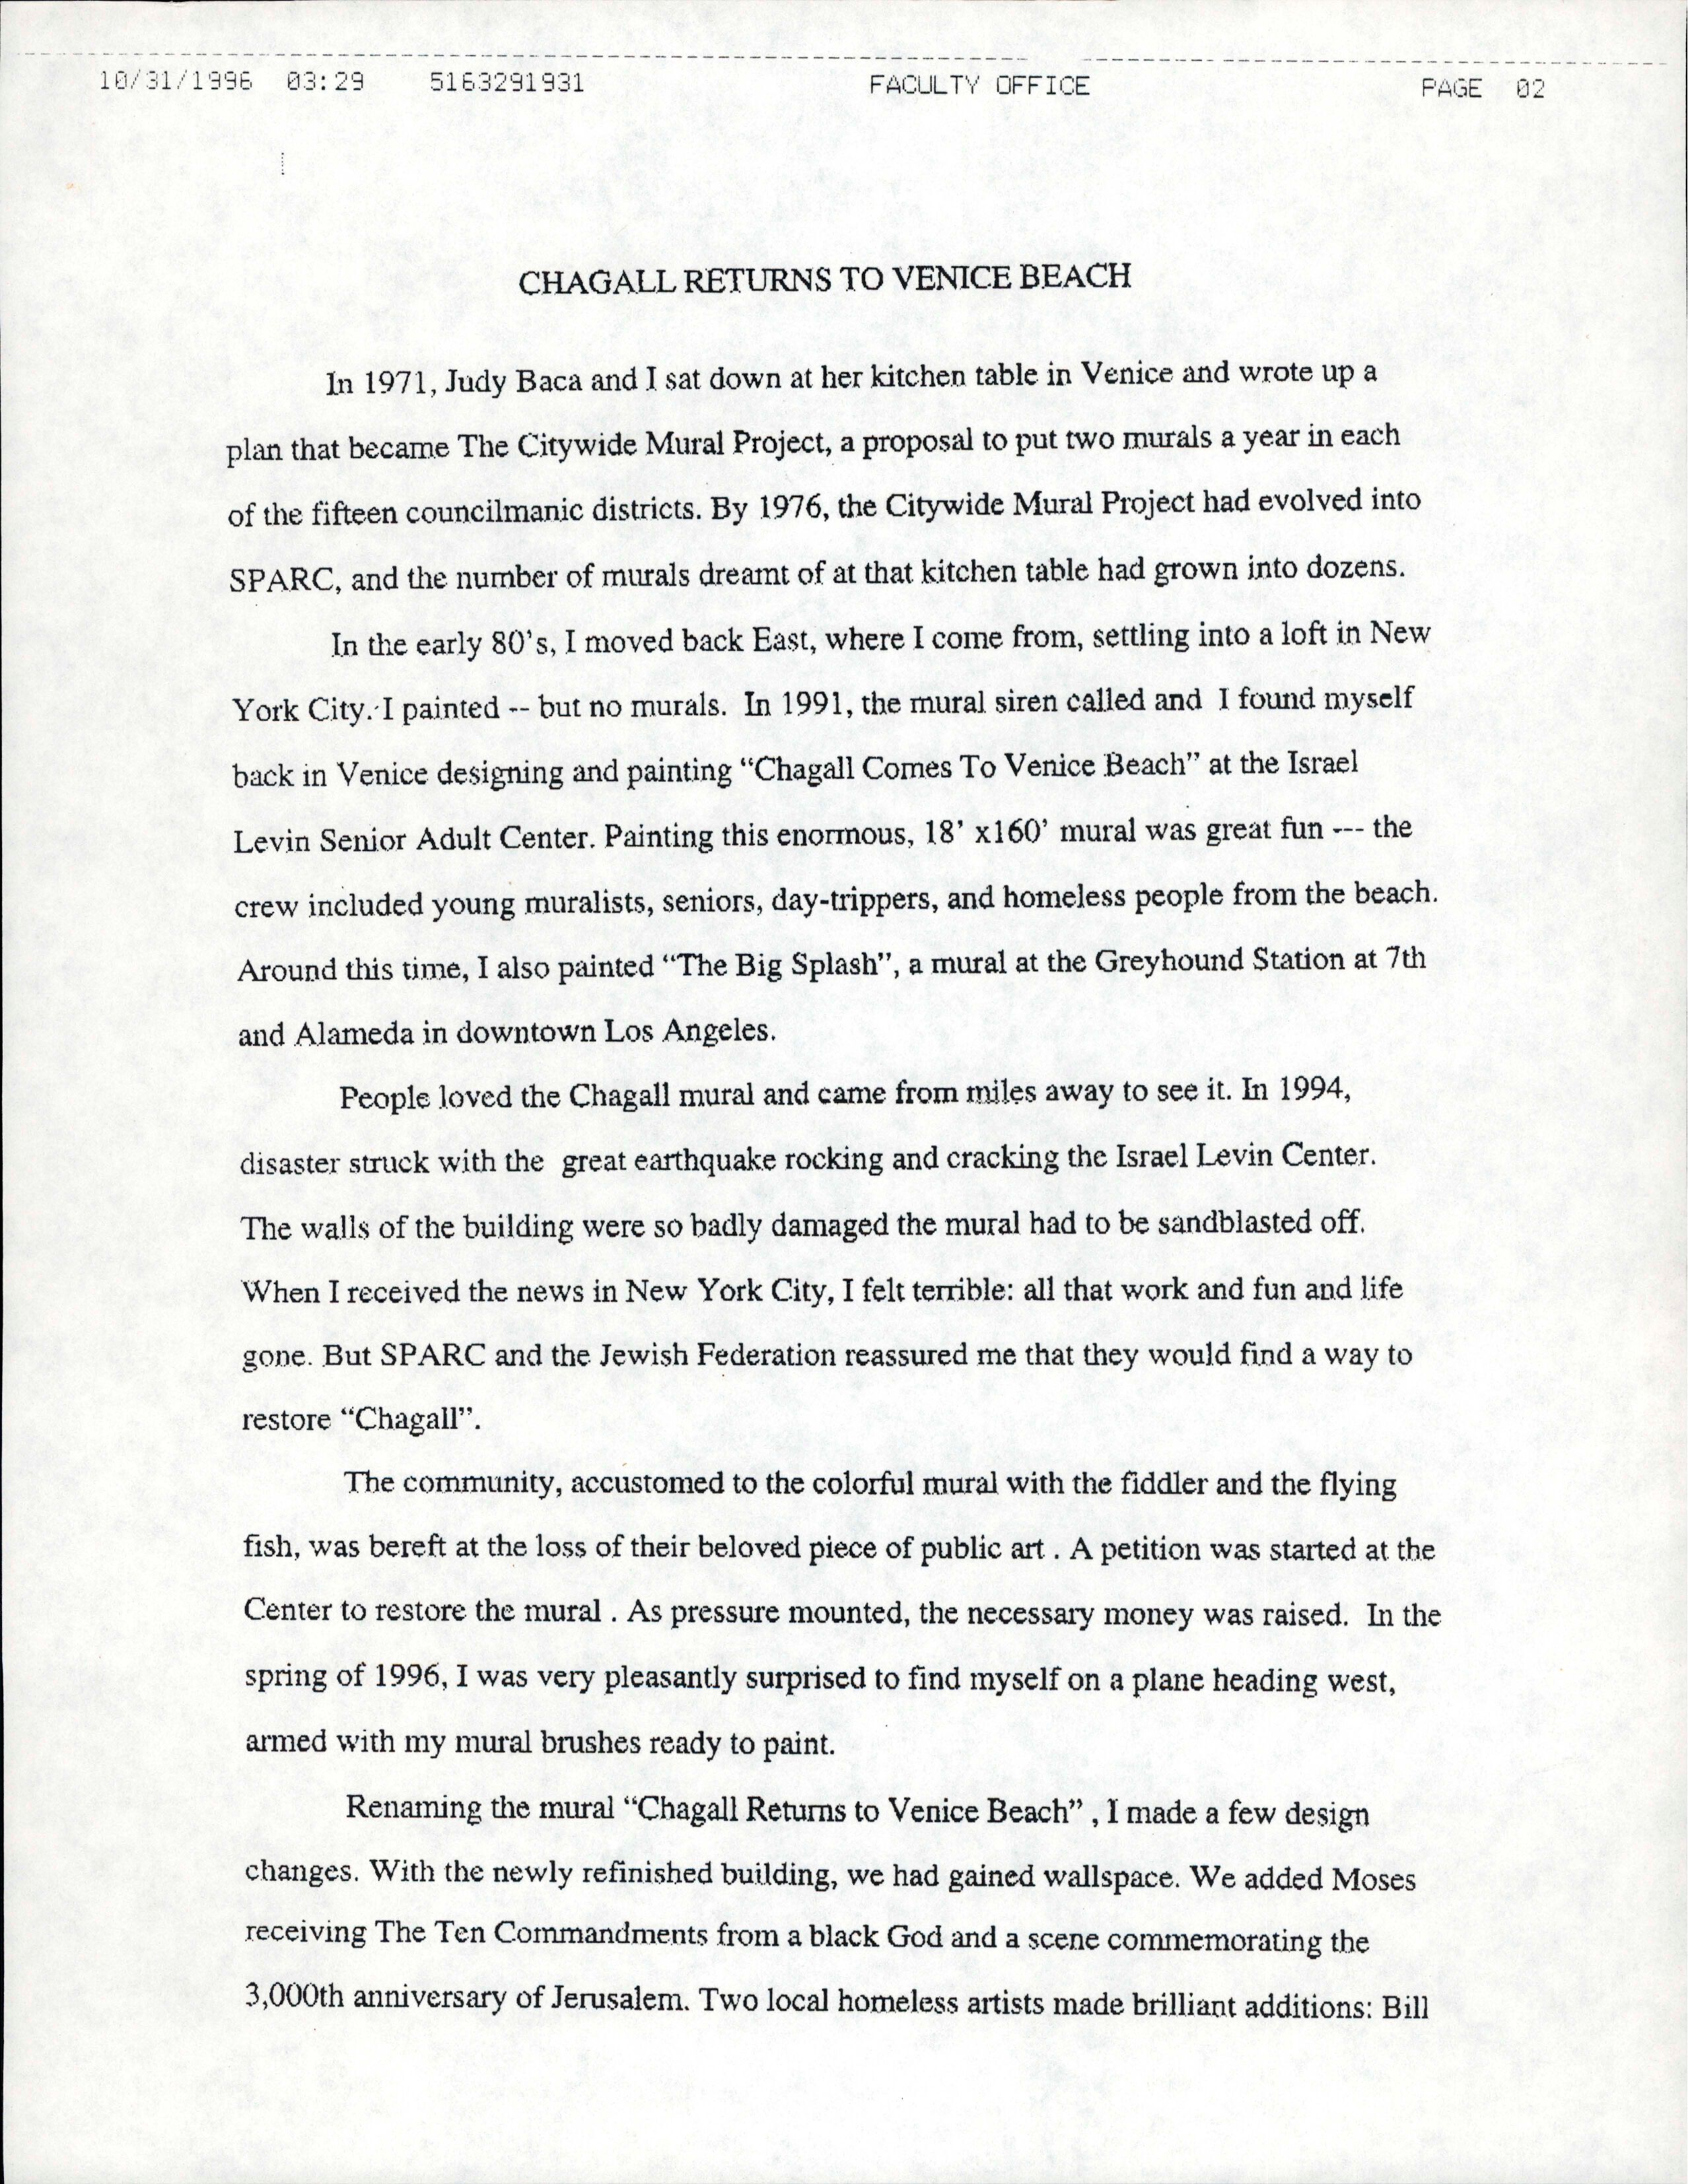 10/31/1996 03:29 5163291931 FACULTY OFFICE PAGE 02
CHAGALL RETURNS TO VENICE BEACH
In 1971, Judy Baca and I sat down at her kitchen table in Venice and wrote up a
plan that became The Citywide Mural Project, a proposal to put two murals a year in each
of the fifteen councilmanic districts. By 1976, the Citywide Mural Project had evolved into
SPARC, and the number of murals dreamt of at that kitchen table had grown into dozens.
In the early 80's, I moved back East, where I come from, settling into a loft in New
York City. I painted -- but no murals. In 1991, the mural siren called and I found myself
back in Venice designing and painting “Chagall Comes To Venice Beach” at the Israel
Levin Senior Adult Center. Painting this enormous, 18’ x160’ mural was great fun --- the
crew included young muralists, seniors, day-trippers, and homeless people from the beach.
Around this time, I also painted “The Big Splash”, a mural at the Greyhound Station at 7th
and Alameda in downtown Los Angeles.
People loved the Chagall mural and came from miles away to see it. In 1994,
disaster struck with the great earthquake rocking and cracking the Israel Levin Center.
The walls of the building were so badly damaged the mural had to be sandblasted off.
When I received the news in New York City, I felt terrible: all that work and fun and life
gone. But SPARC and the Jewish Federation reassured me that they would find a way to
restore “Chagall”.
The community, accustomed to the colorful mural with the fiddler and the flying
fish, was bereft at the loss of their beloved piece of public art . A petition was started at the
Center to restore the mural . As pressure mounted, the necessary money was raised. In the
spring of 1996, I was very pleasantly surprised to find myself on a plane heading west,
armed with my mural brushes ready to paint.
Renaming the mural “Chagall Returns to Venice Beach” , I made a few design
changes. With the newly refinished building, we had gained wallspace. We added Moses
receiving The Ten Commandments from a black God and a scene commemorating the
3,000th anniversary of Jerusalem. Two local homeless artists made brilliant additions: Bill